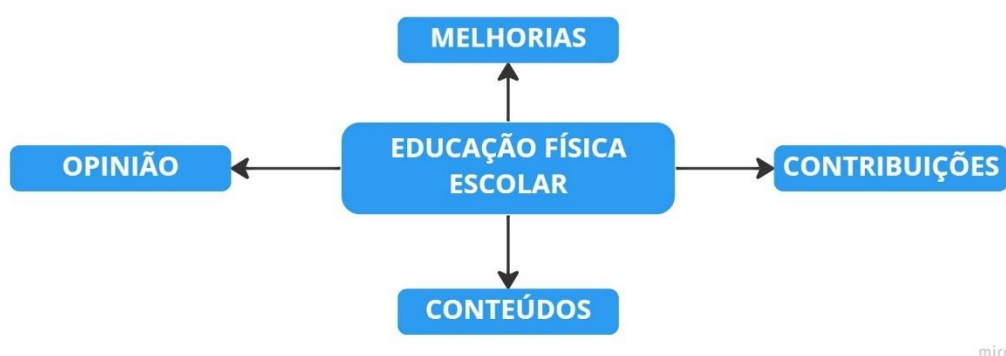 MELHORIAS
OPINIÃO
EDUCAÇÃO FÍSICA
ESCOLAR
CONTRIBUIÇÕES
CONTEÚDOS